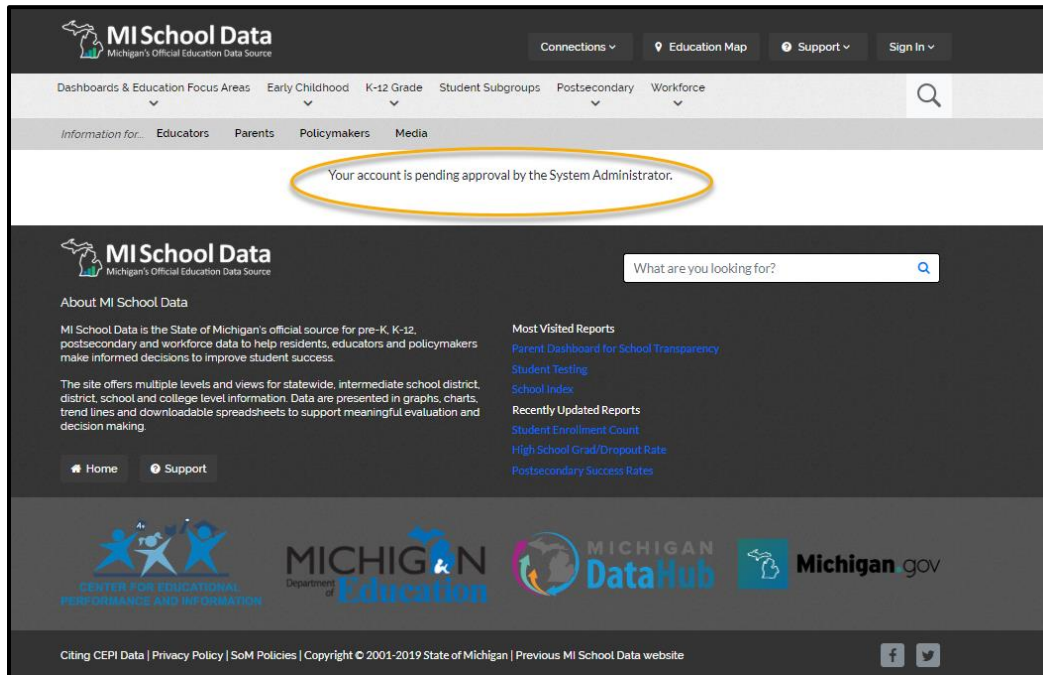 MI School Data
Michigan's Official Education Data Source
Connections
Education Map
Support
Sign In
Dashboards & Education Focus Areas
Early Childhood
K-12 Grade
Student Subgroups
Postsecondary
Workforce
Information for...
Educators
Parents
Policymakers
Media
Your account is pending approval by the System Administrator.
MI School Data
Michigan's Official Education Data Source
What are you looking for?
About MI School Data
MI School Data is the State of Michigan's official source for pre-K, K-12,
postsecondary and workforce data to help residents, educators and policymakers
make informed decisions to improve student success.
The site offers multiple levels and views for statewide, intermediate school district,
district, school and college level information. Data are presented in graphs, charts,
trend lines and downloadable spreadsheets to support meaningful evaluation and
decision making.
Home
Support
Most Visited Reports
Parent Dashboard for School Transparency
Student Testing
School Index
Recently Updated Reports
Student Enrollment Count
High School Grad/Dropout Rate
Postsecondary Success Rates
A+
CENTER FOR EDUCATIONAL
PERFORMANCE AND INFORMATION
MICHIGAN
Department
of
Education
MICHIGAN
DataHub
Michigan.gov
Citing CEPI Data | Privacy Policy | SoM Policies | Copyright © 2001-2019 State of Michigan | Previous MI School Data website